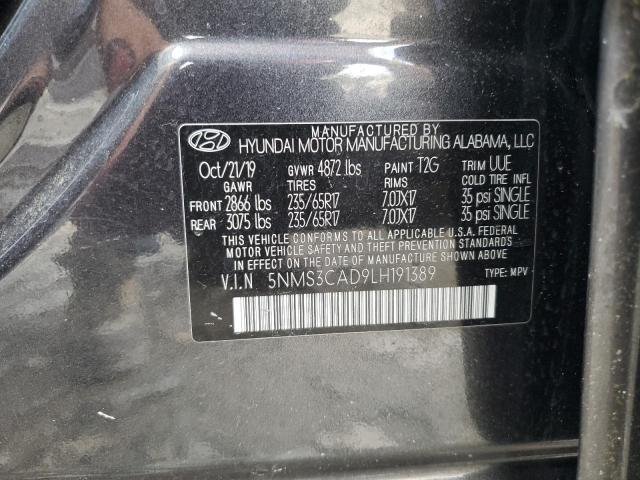 MANUFACTURED BY
HYUNDAI MOTOR MANUFACTURING ALABAMA, LLC
Oct/21/19 GVWR 4872 lbs PAINT T2G TRIM UUE
GAWR TIRES RIMS COLD TIRE INFL
FRONT 2866 lbs 235/65R17 7.0JX17 35 psi SINGLE
REAR 3075 lbs 235/65R17 7.0JX17 35 psi SINGLE
THIS VEHICLE CONFORMS TO ALL APPLICABLE U.S.A. FEDERAL
MOTOR VEHICLE SAFETY AND THEFT PREVENTION STANDARDS
IN EFFECT ON THE DATE OF MANUFACTURE SHOWN ABOVE.
V.I.N 5NMS3CAD9LH191389 TYPE: MPV